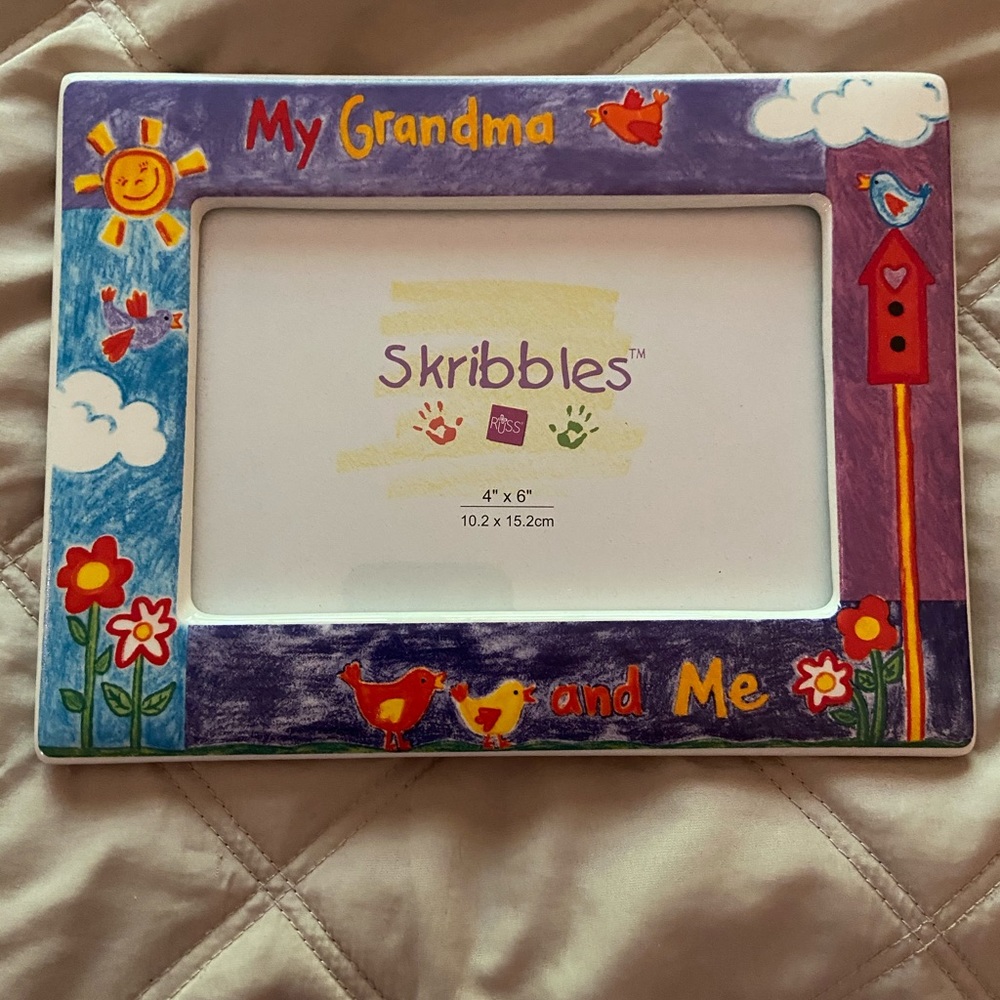 My Grandma
Skribbles™
RUSS®
4" x 6"
10.2 x 15.2cm
and Me